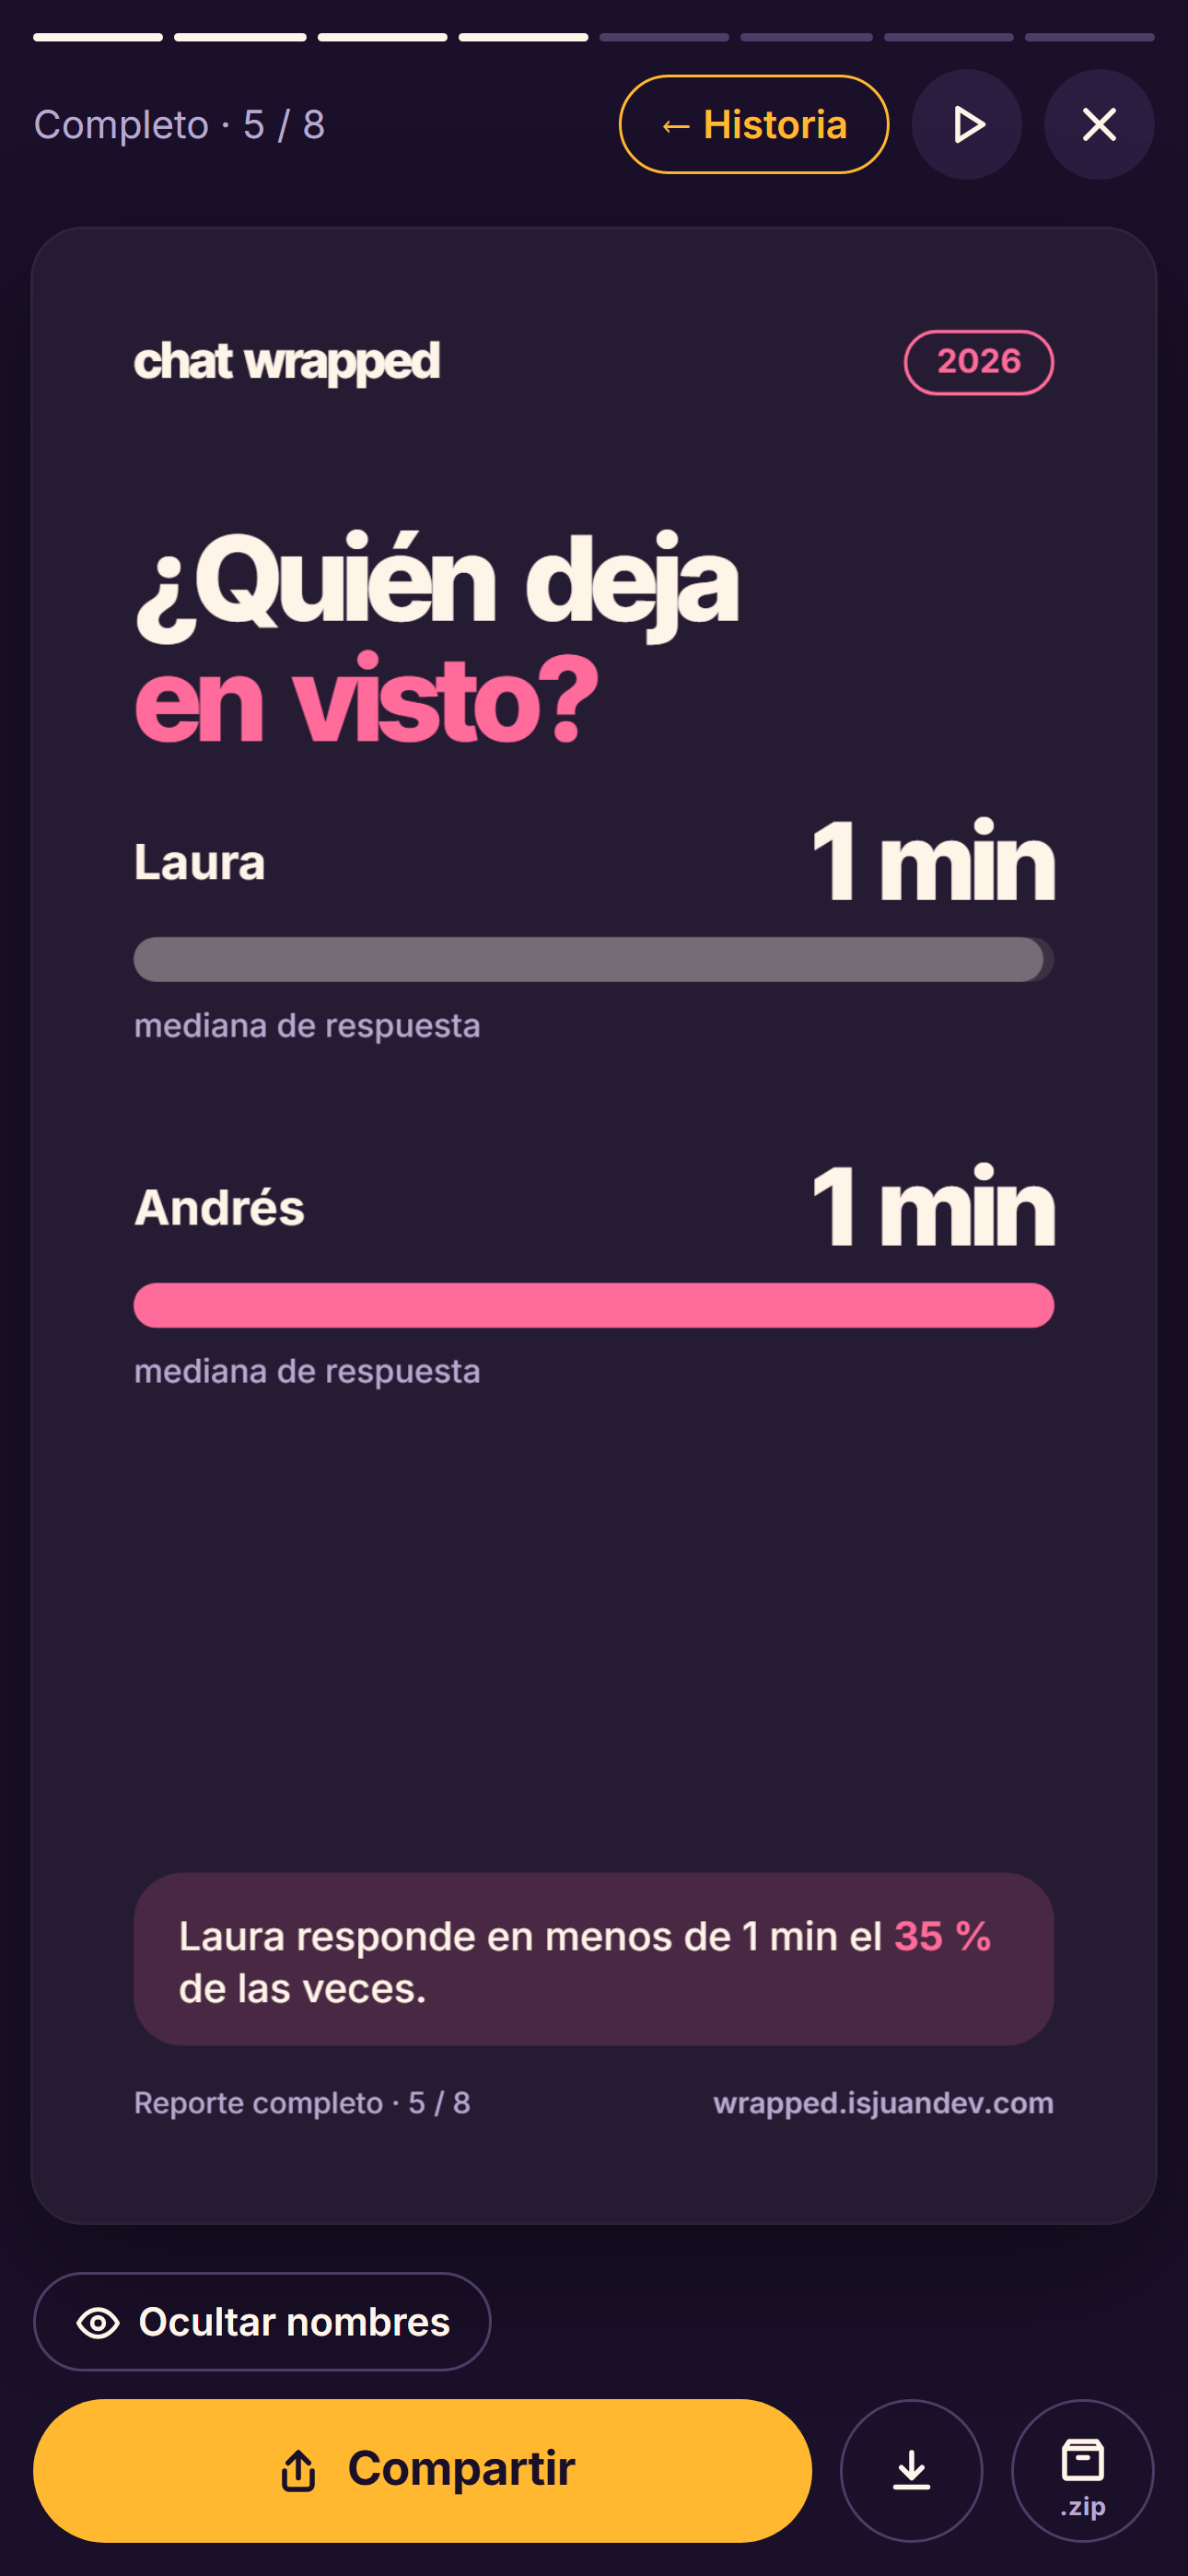 Completo · 5 / 8
← Historia
chat wrapped
2026
¿Quién deja
en visto?
Laura
1 min
mediana de respuesta
Andrés
1 min
mediana de respuesta
Laura responde en menos de 1 min el 35 %
de las veces.
Reporte completo · 5 / 8
wrapped.isjuandev.com
Ocultar nombres
Compartir
.zip